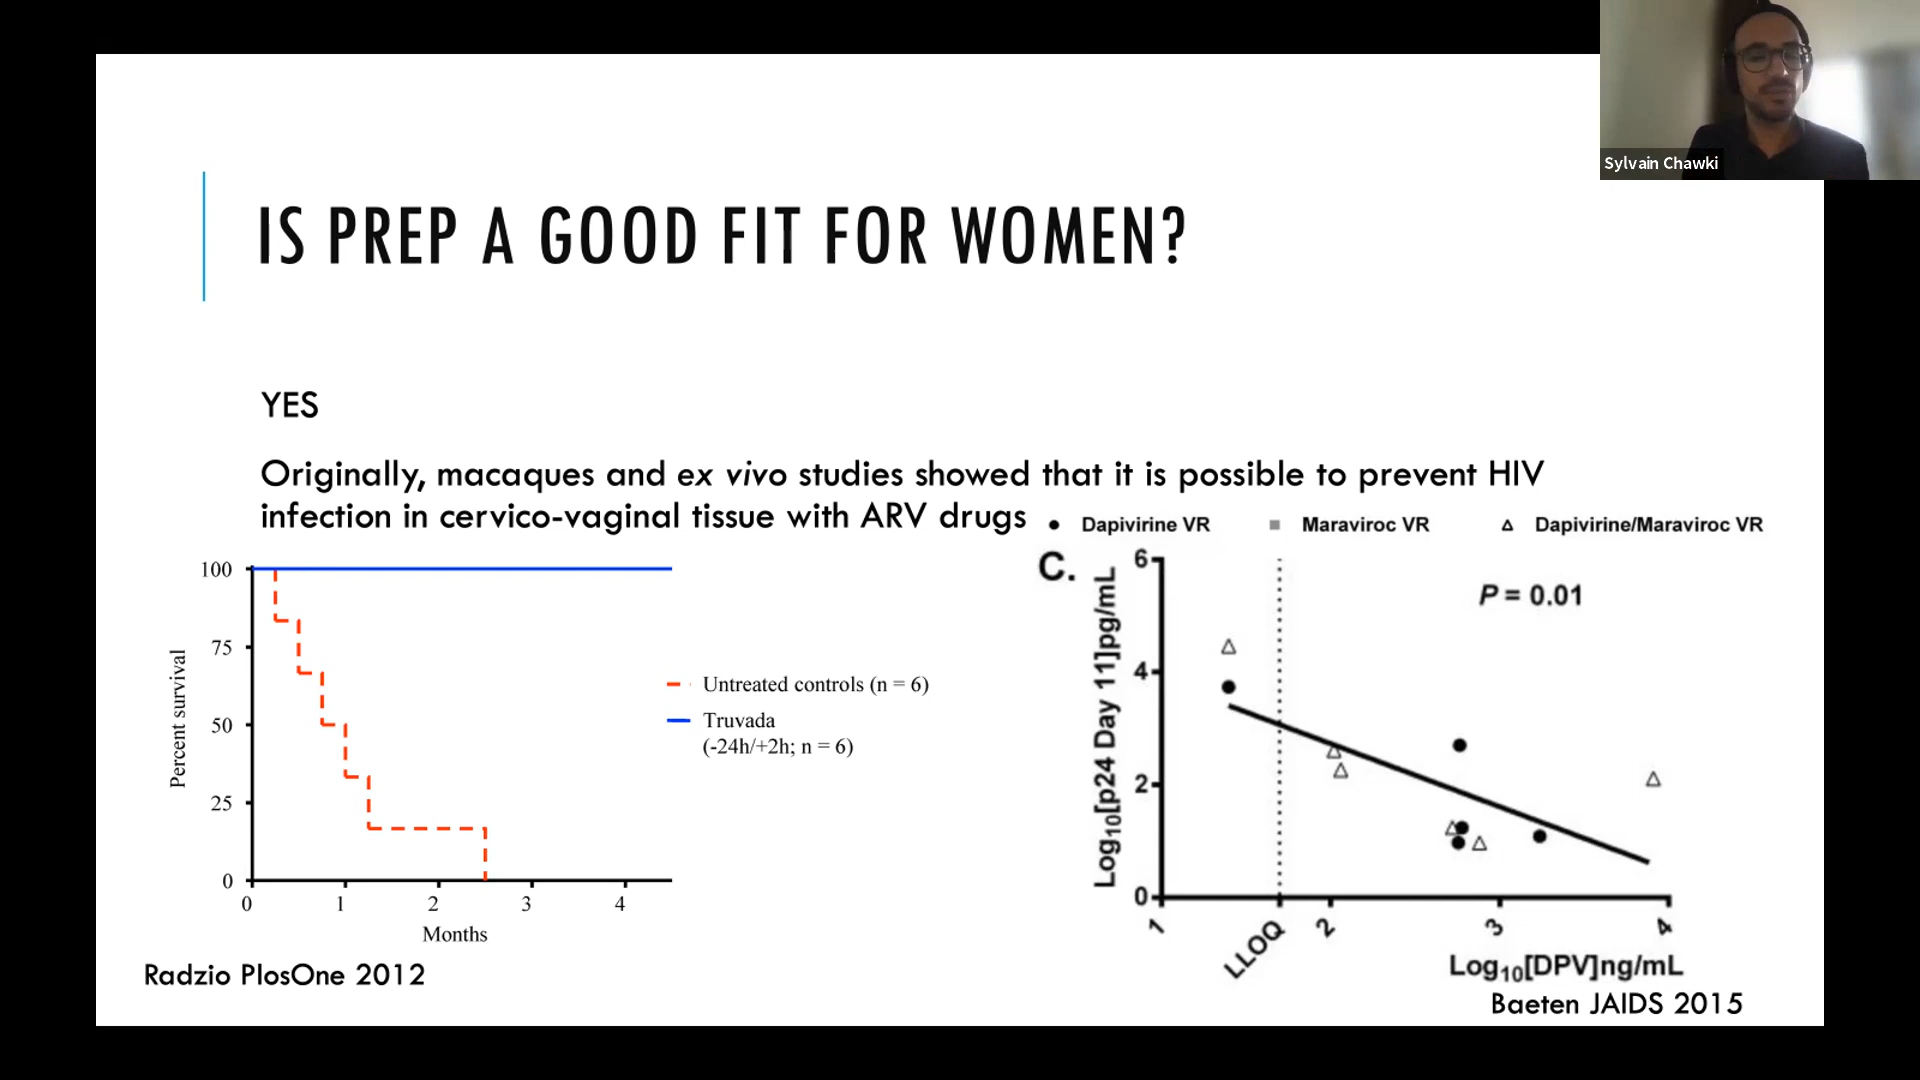 Sylvain Chawki
IS PREP A GOOD FIT FOR WOMEN?
YES
Originally, macaques and ex vivo studies showed that it is possible to prevent HIV
infection in cervico-vaginal tissue with ARV drugs
100
75
50
25
0
Percent survival
0 1 2 3 4
Months
Untreated controls (n = 6)
Truvada
(-24h/+2h; n = 6)
Radzio PlosOne 2012
Dapivirine VR Maraviroc VR Dapivirine/Maraviroc VR
C.
P = 0.01
Log10[p24 Day 11]pg/mL
6
4
2
0
1 LLOQ 2 3 4
Log10[DPV]ng/mL
Baeten JAIDS 2015